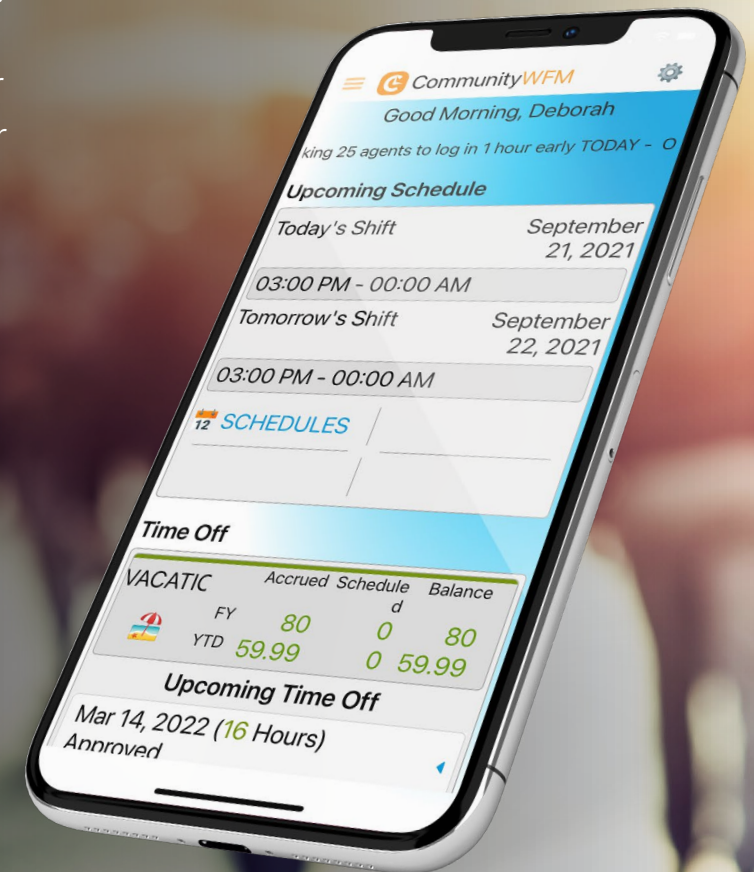 CommunityWFM
Good Morning, Deborah
king 25 agents to log in 1 hour early TODAY - O
Upcoming Schedule
Today's Shift September
21, 2021
03:00 PM - 00:00 AM
Tomorrow's Shift September
22, 2021
03:00 PM - 00:00 AM
12 SCHEDULES
Time Off
VACATIC Accrued Schedule Balance
d
FY 80 0 80
YTD 59.99 0 59.99
Upcoming Time Off
Mar 14, 2022 (16 Hours)
Approved